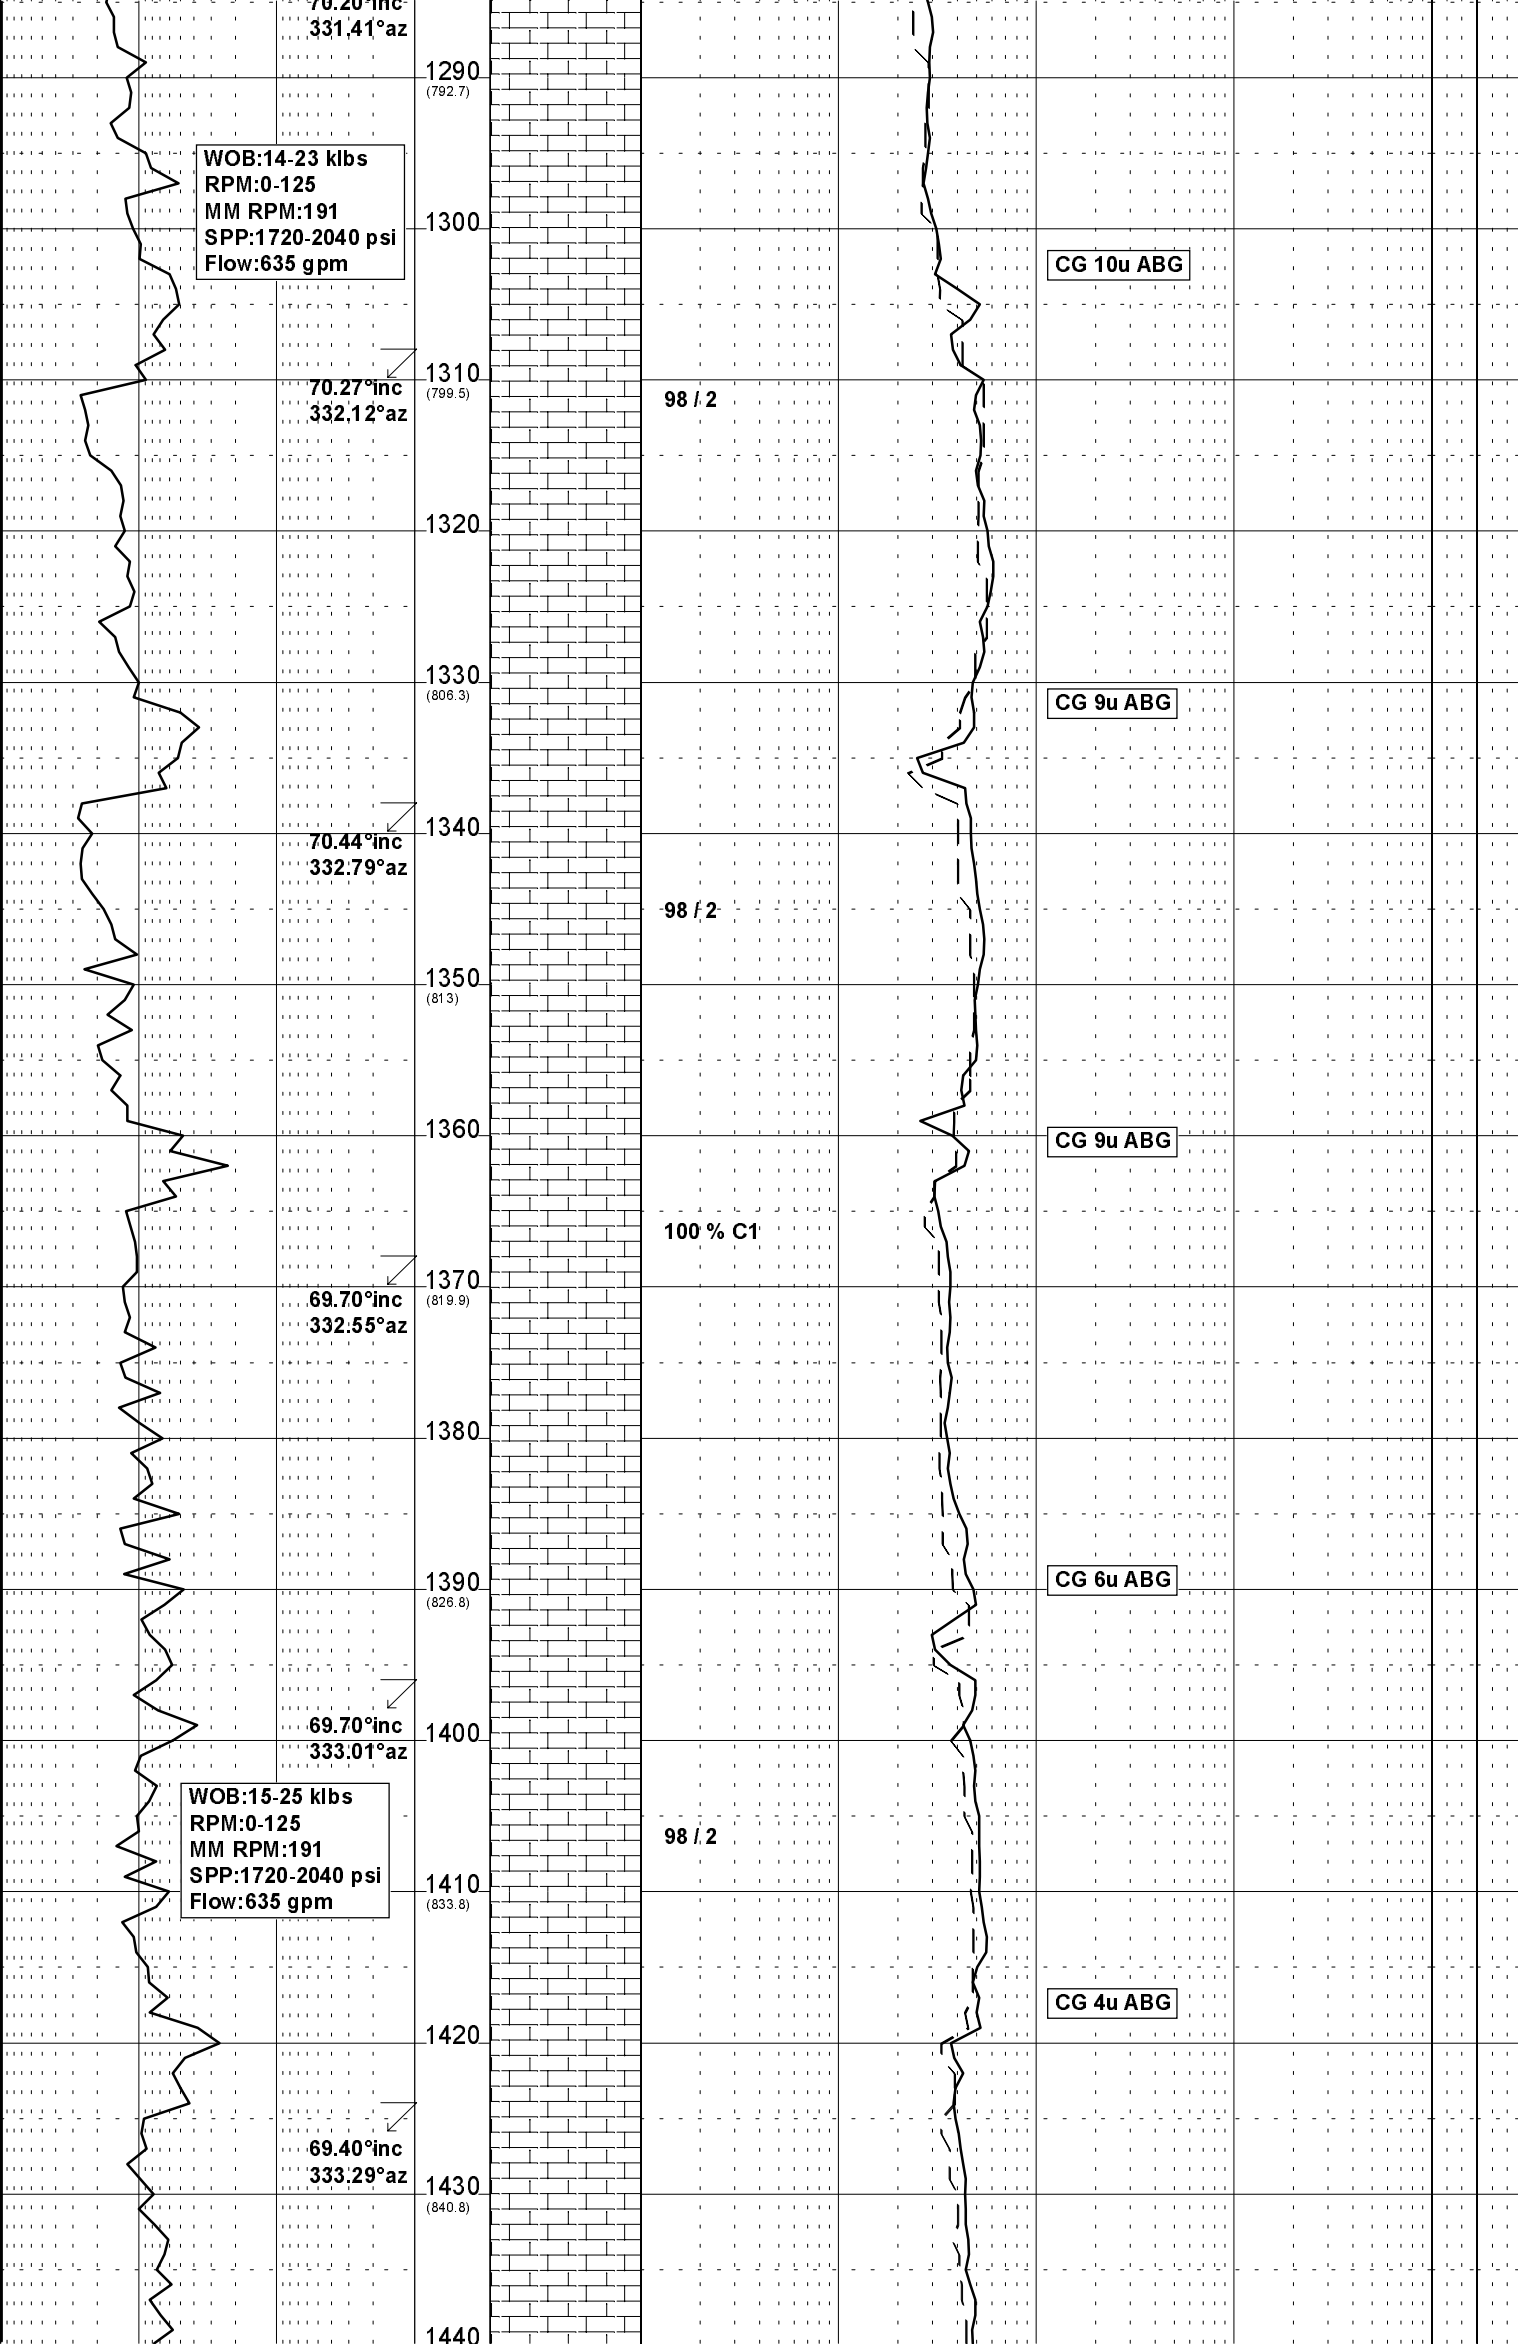 70.20°inc
331.41°az
1290
(792.7)
WOB:14-23 klbs
RPM:0-125
MM RPM:191
SPP:1720-2040 psi
Flow:635 gpm
1300
CG 10u ABG
1310
(799.5)
70.27°inc
332.12°az
98 / 2
1320
1330
(806.3)
CG 9u ABG
1340
70.44°inc
332.79°az
98 / 2
1350
(813)
1360
CG 9u ABG
100 % C1
1370
(819.9)
69.70°inc
332.55°az
1380
1390
(826.8)
CG 6u ABG
69.70°inc
333.01°az
1400
WOB:15-25 klbs
RPM:0-125
MM RPM:191
SPP:1720-2040 psi
Flow:635 gpm
98 / 2
1410
(833.8)
CG 4u ABG
1420
69.40°inc
333.29°az
1430
(840.8)
1440